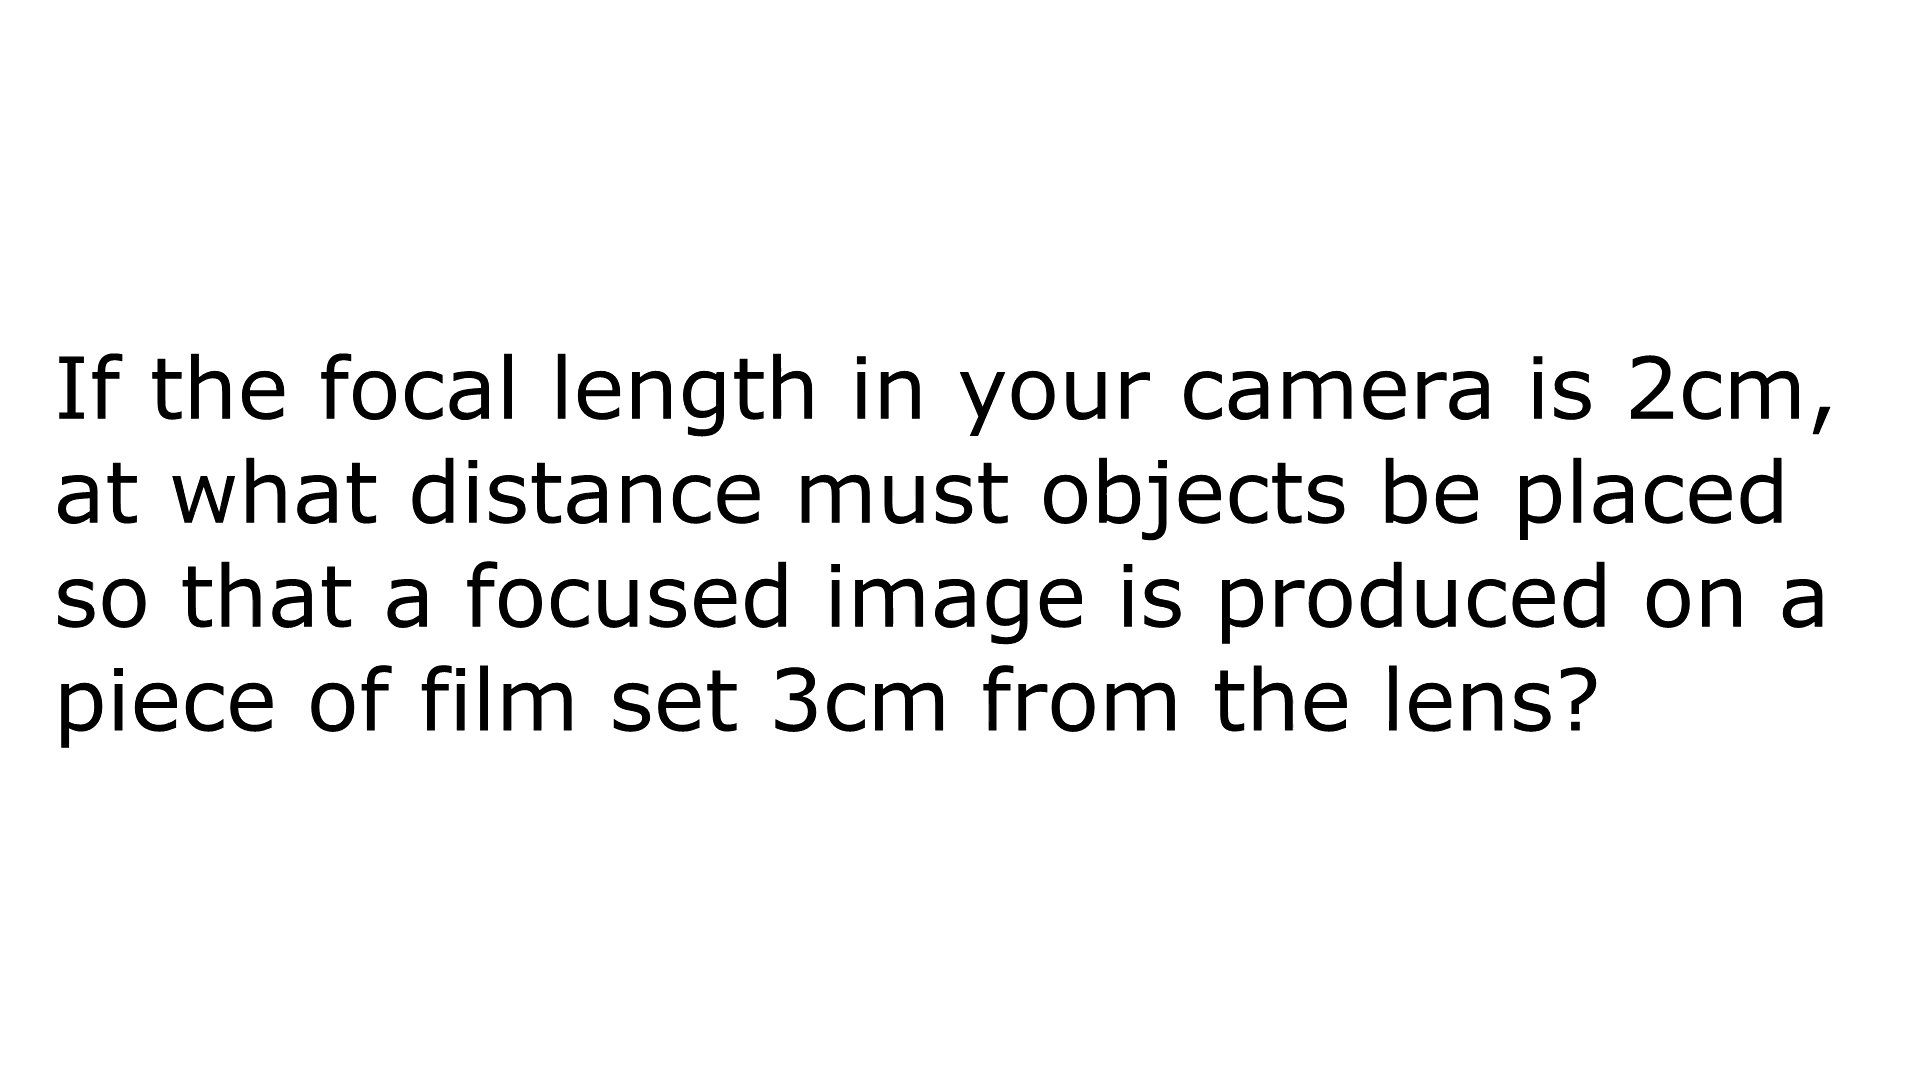 If the focal length in your camera is 2cm,
at what distance must objects be placed
so that a focused image is produced on a
piece of film set 3cm from the lens?